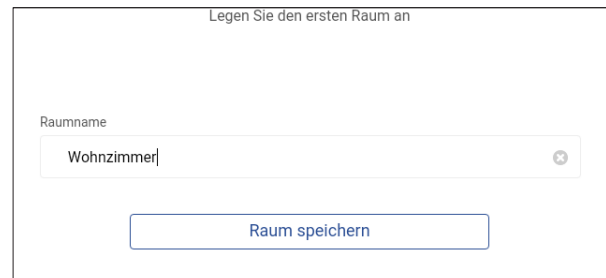 Legen Sie den ersten Raum an
Raumname
Wohnzimmer
Raum speichern